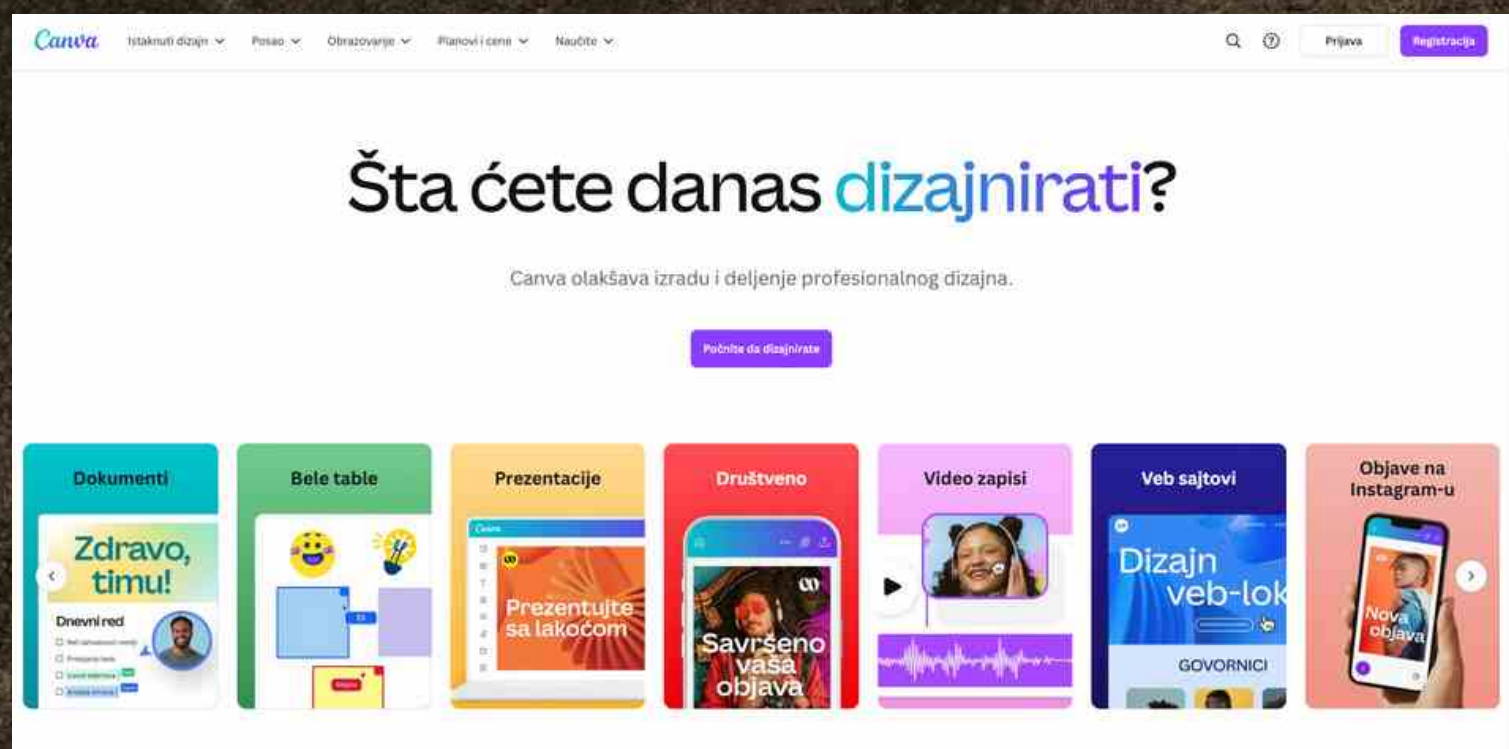 Canva
Istaknuti dizajn
Posao
Obrazovanje
Planovi i cene
Naučite
Prijava
Registracija
Šta ćete danas dizajnirati?
Canva olakšava izradu i deljenje profesionalnog dizajna.
Počnite da dizajnirate
Dokumenti
Zdravo,
timu!
Dnevni red
Bele table
Prezentacije
Canva
Prezentujte
sa lakoćom
Društveno
Savršeno
vaša
objava
Video zapisi
Veb sajtovi
Dizajn
veb-lok
GOVORNICI
Objave na
Instagram-u
Nova
objava